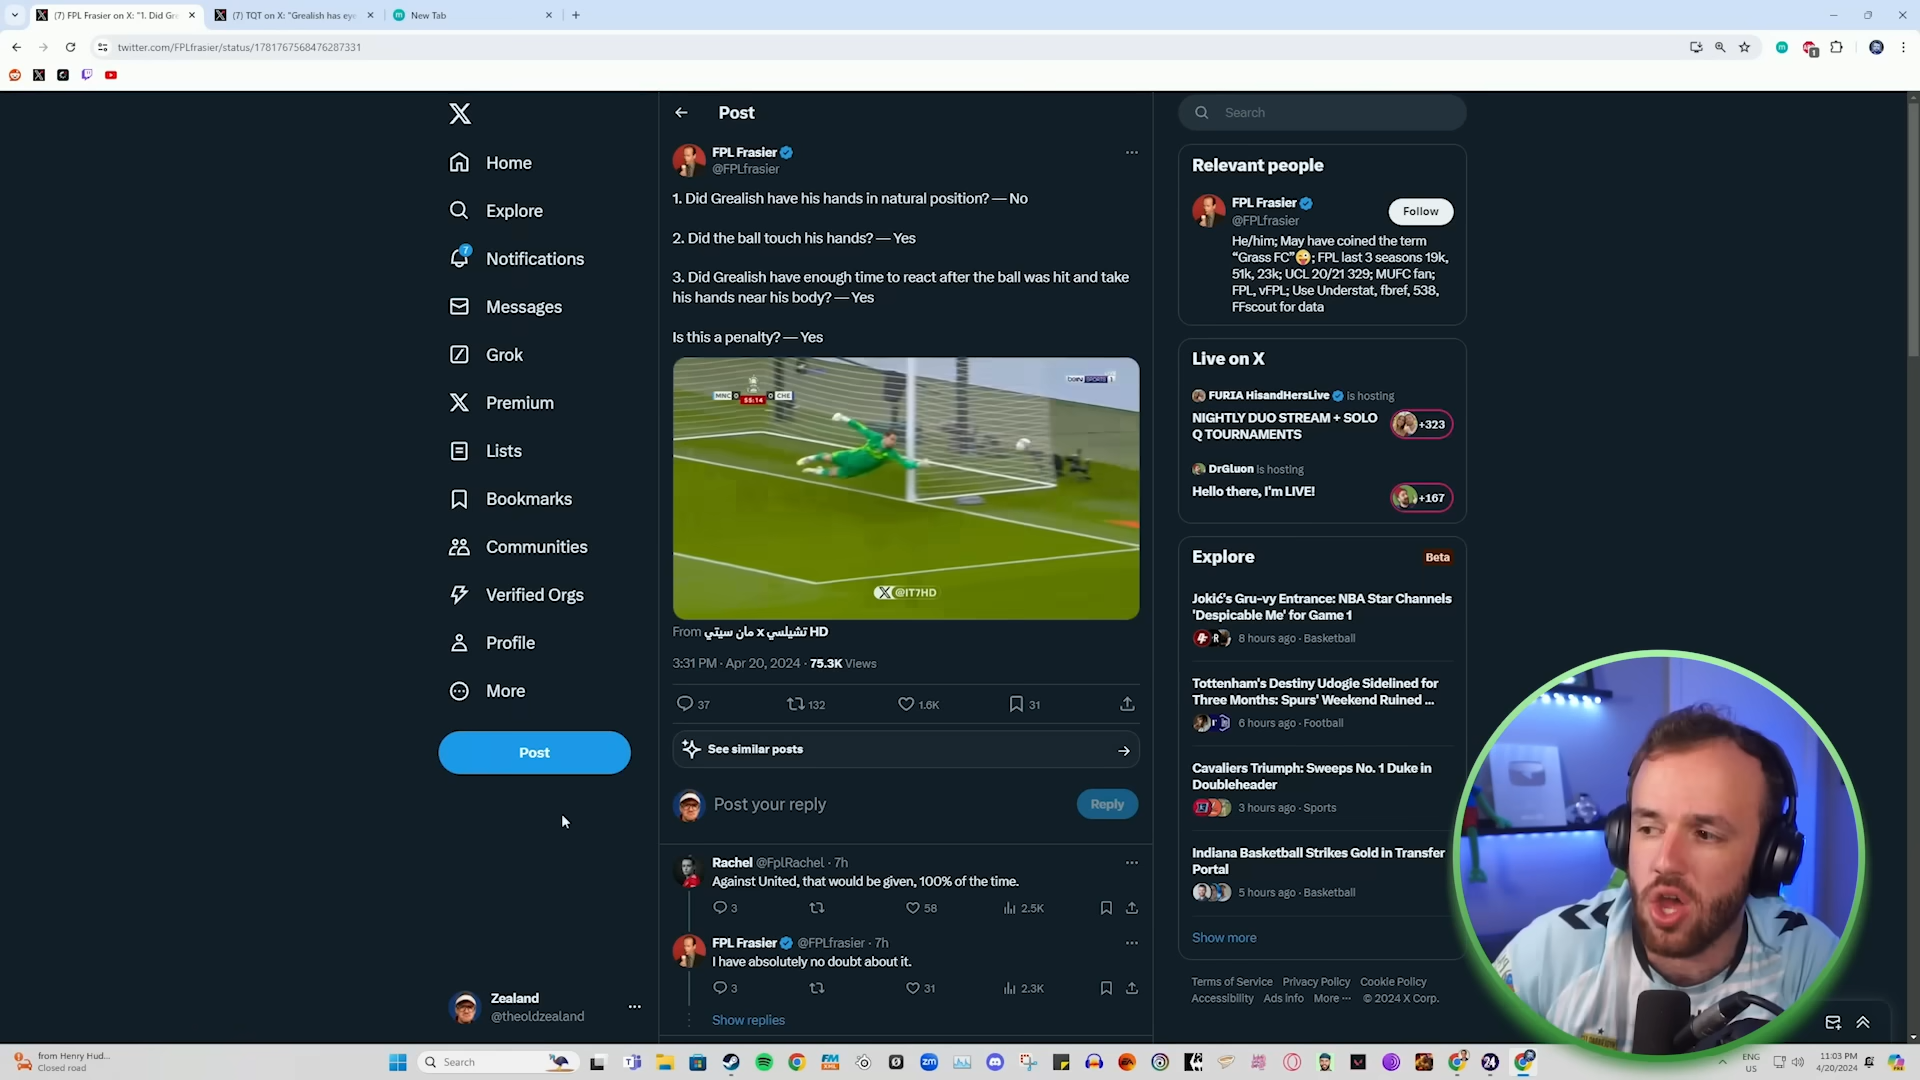 (7) FPL Frasier on X: "1. Did Gre
(7) TQT on X: "Grealish has eye
New Tab
twitter.com/FPLfrasier/status/1781767568476287331
Home
Explore
7
Notifications
Messages
Grok
Premium
Lists
Bookmarks
Communities
Verified Orgs
Profile
More
Post
Zealand
@theoldzealand
Post
FPL Frasier
@FPLfrasier
1. Did Grealish have his hands in natural position? — No
2. Did the ball touch his hands? — Yes
3. Did Grealish have enough time to react after the ball was hit and take
his hands near his body? — Yes
Is this a penalty? — Yes
MNC 0 0 CHE
55:14
beIN SPORTS 1
@IT7HD
From تشيلسي x مان سيتي HD
3:31 PM · Apr 20, 2024 · 75.3K Views
37 132 1.6K 31
See similar posts
Post your reply
Reply
Rachel @FplRachel · 7h
Against United, that would be given, 100% of the time.
3 58 2.5K
FPL Frasier @FPLfrasier · 7h
I have absolutely no doubt about it.
3 31 2.3K
Show replies
Search
Relevant people
FPL Frasier
@FPLfrasier
Follow
He/him; May have coined the term
"Grass FC"; FPL last 3 seasons 19k,
51k, 23k; UCL 20/21 329; MUFC fan;
FPL, vFPL; Use Understat, fbref, 538,
FFscout for data
Live on X
FURIA HisandHersLive is hosting
NIGHTLY DUO STREAM + SOLO
Q TOURNAMENTS
+323
DrGluon is hosting
Hello there, I'm LIVE!
+167
Explore
Beta
Jokić's Gru-vy Entrance: NBA Star Channels
'Despicable Me' for Game 1
8 hours ago · Basketball
Tottenham's Destiny Udogie Sidelined for
Three Months: Spurs' Weekend Ruined ...
6 hours ago · Football
Cavaliers Triumph: Sweeps No. 1 Duke in
Doubleheader
3 hours ago · Sports
Indiana Basketball Strikes Gold in Transfer
Portal
5 hours ago · Basketball
Show more
Terms of Service Privacy Policy Cookie Policy
Accessibility Ads info More ··· © 2024 X Corp.
from Henry Hud...
Closed road
Search
ENG
US
11:03 PM
4/20/2024